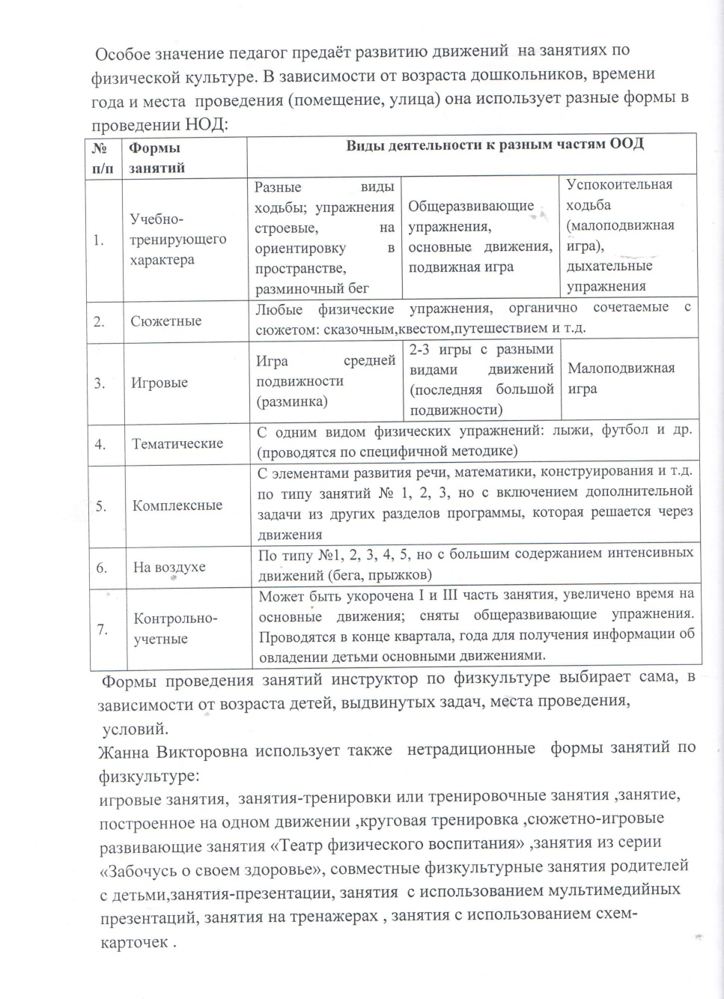 Особое значение педагог предаёт развитию движений на занятиях по
физической культуре. В зависимости от возраста дошкольников, времени
года и места проведения (помещение, улица) она использует разные формы в
проведении НОД:
№ п/п
Формы занятий
Виды деятельности к разным частям ООД
1.
Учебно-
тренирующего
характера
Разные виды
ходьбы; упражнения
строевые, на
ориентировку в
пространстве,
разминочный бег
Общеразвивающие
упражнения,
основные движения,
подвижная игра
Успокоительная
ходьба
(малоподвижная
игра),
дыхательные
упражнения
2.
Сюжетные
Любые физические упражнения, органично сочетаемые с
сюжетом: сказочным,квестом,путешествием и т.д.
3.
Игровые
Игра средней
подвижности
(разминка)
2-3 игры с разными
видами движений
(последняя большой
подвижности)
Малоподвижная
игра
4.
Тематические
С одним видом физических упражнений: лыжи, футбол и др.
(проводятся по специфичной методике)
5.
Комплексные
С элементами развития речи, математики, конструирования и т.д.
по типу занятий № 1, 2, 3, но с включением дополнительной
задачи из других разделов программы, которая решается через
движения
6.
На воздухе
По типу №1, 2, 3, 4, 5, но с большим содержанием интенсивных
движений (бега, прыжков)
7.
Контрольно-
учетные
Может быть укорочена I и III часть занятия, увеличено время на
основные движения; сняты общеразвивающие упражнения.
Проводятся в конце квартала, года для получения информации об
овладении детьми основными движениями.
Формы проведения занятий инструктор по физкультуре выбирает сама, в
зависимости от возраста детей, выдвинутых задач, места проведения,
условий.
Жанна Викторовна использует также нетрадиционные формы занятий по
физкультуре:
игровые занятия, занятия-тренировки или тренировочные занятия ,занятие,
построенное на одном движении ,круговая тренировка ,сюжетно-игровые
развивающие занятия «Театр физического воспитания» ,занятия из серии
«Забочусь о своем здоровье», совместные физкультурные занятия родителей
с детьми,занятия-презентации, занятия с использованием мультимедийных
презентаций, занятия на тренажерах , занятия с использованием схем-
карточек .